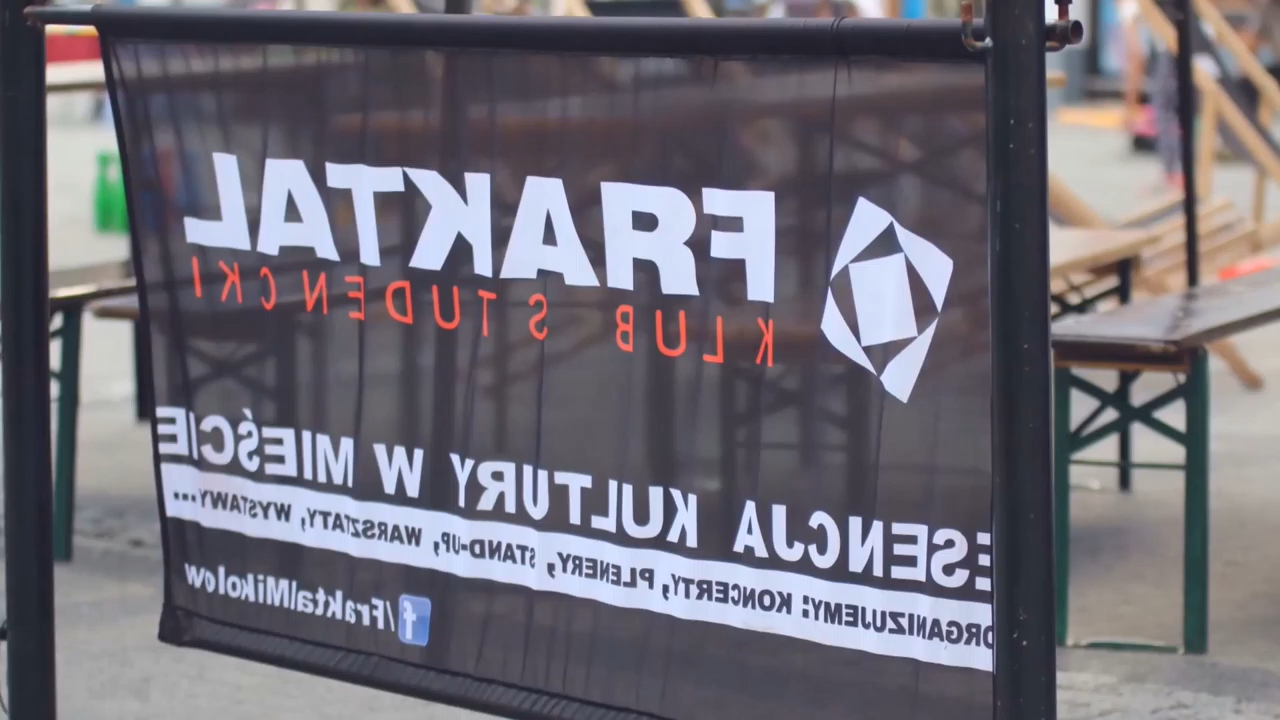 FRAKTAL
KLUB STUDENCKI
ESENCJA KULTURY W MIEŚCIE
ORGANIZUJEMY: KONCERTY, PLENERY, STAND-UP, WARSZTATY, WYSTAWY...
f/FraktalMikolow